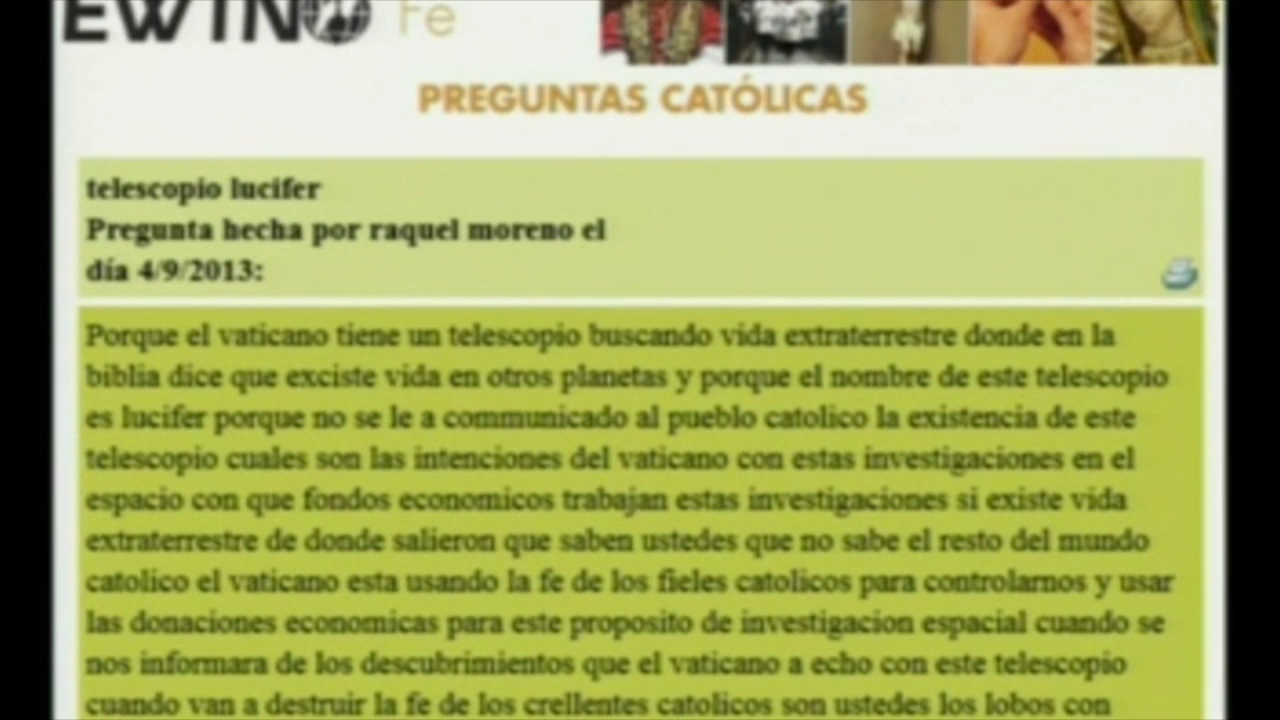 EWTN Fe
PREGUNTAS CATÓLICAS
telescopio lucifer
Pregunta hecha por raquel moreno el
día 4/9/2013:
Porque el vaticano tiene un telescopio buscando vida extraterrestre donde en la
biblia dice que exciste vida en otros planetas y porque el nombre de este telescopio
es lucifer porque no se le a communicado al pueblo catolico la existencia de este
telescopio cuales son las intenciones del vaticano con estas investigaciones en el
espacio con que fondos economicos trabajan estas investigaciones si existe vida
extraterrestre de donde salieron que saben ustedes que no sabe el resto del mundo
catolico el vaticano esta usando la fe de los fieles catolicos para controlarnos y usar
las donaciones economicas para este proposito de investigacion espacial cuando se
nos informara de los descubrimientos que el vaticano a echo con este telescopio
cuando van a destruir la fe de los crellentes catolicos son ustedes los lobos con